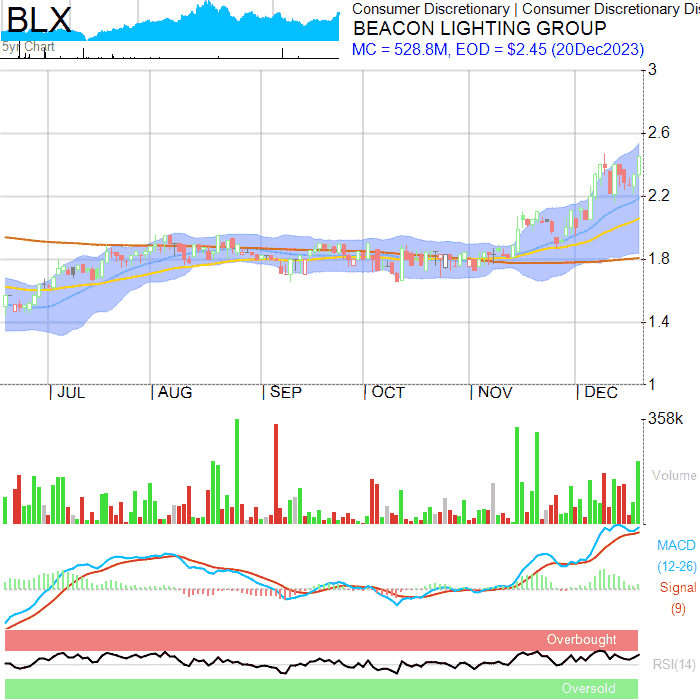 BLX
5yr Chart
Consumer Discretionary | Consumer Discretionary Dis
BEACON LIGHTING GROUP
MC = 528.8M, EOD = $2.45 (20Dec2023)
3
2.6
2.2
1.8
1.4
1
| JUL | AUG | SEP | OCT | NOV | DEC
358k
Volume
MACD
(12-26)
Signal
(9)
Overbought
RSI(14)
Oversold